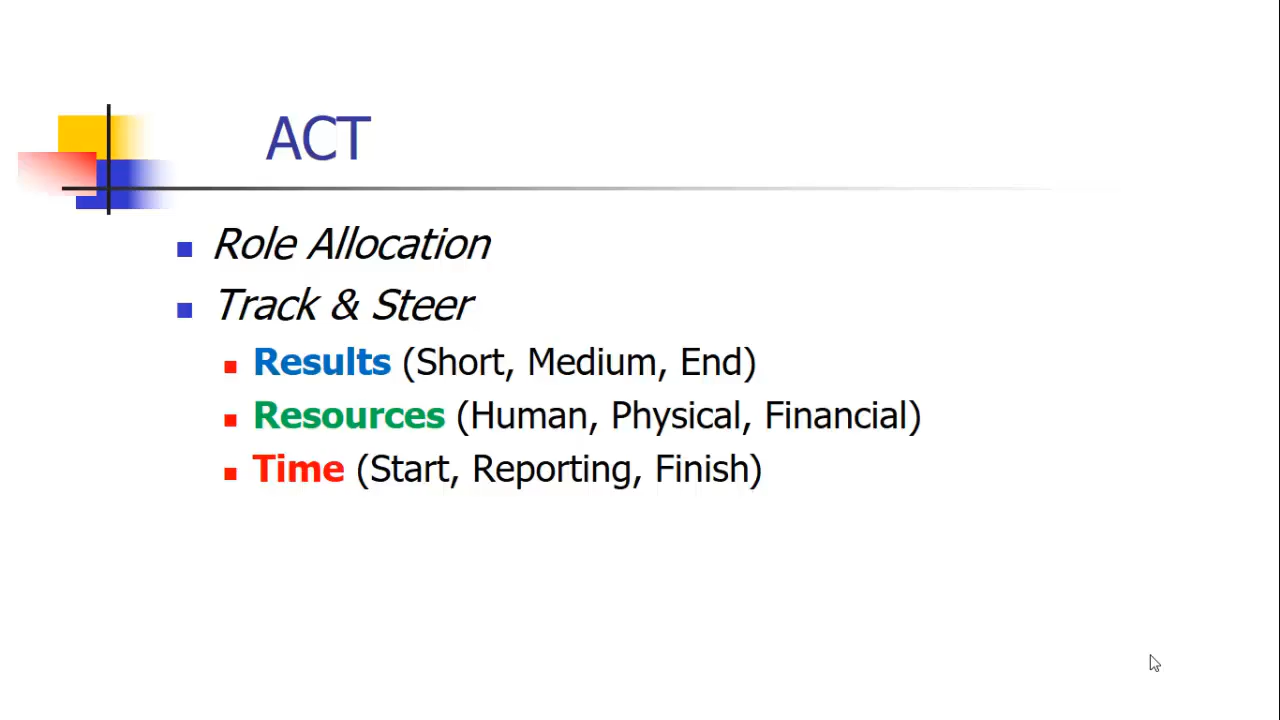 ACT
Role Allocation
Track & Steer
Results (Short, Medium, End)
Resources (Human, Physical, Financial)
Time (Start, Reporting, Finish)